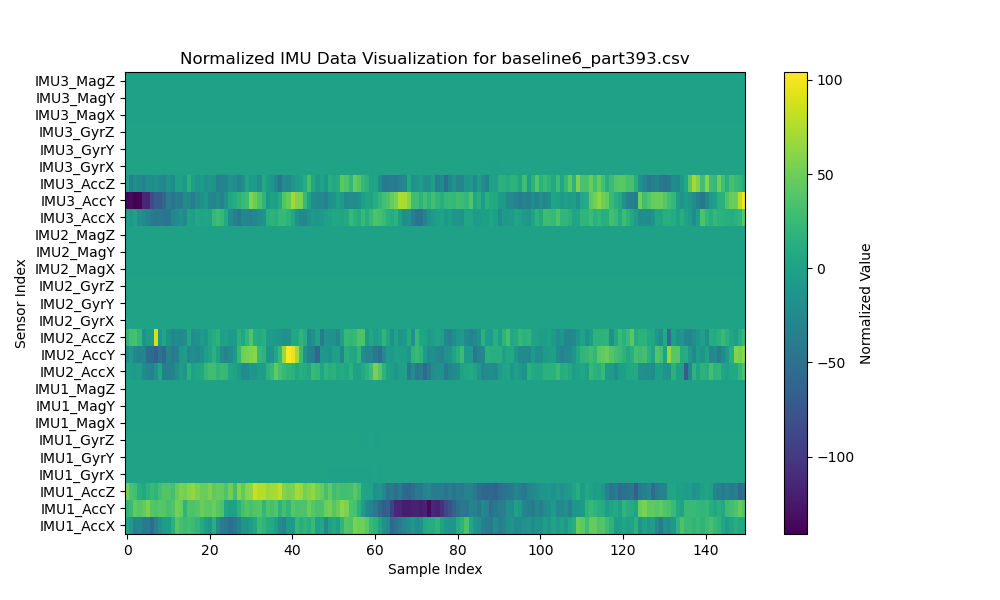 Normalized IMU Data Visualization for baseline6_part393.csv
IMU3_MagZ
IMU3_MagY
IMU3_MagX
IMU3_GyrZ
IMU3_GyrY
IMU3_GyrX
IMU3_AccZ
IMU3_AccY
IMU3_AccX
IMU2_MagZ
IMU2_MagY
IMU2_MagX
IMU2_GyrZ
IMU2_GyrY
IMU2_GyrX
IMU2_AccZ
IMU2_AccY
IMU2_AccX
IMU1_MagZ
IMU1_MagY
IMU1_MagX
IMU1_GyrZ
IMU1_GyrY
IMU1_GyrX
IMU1_AccZ
IMU1_AccY
IMU1_AccX
Sensor Index
0 20 40 60 80 100 120 140
Sample Index
100
50
0
−50
−100
Normalized Value